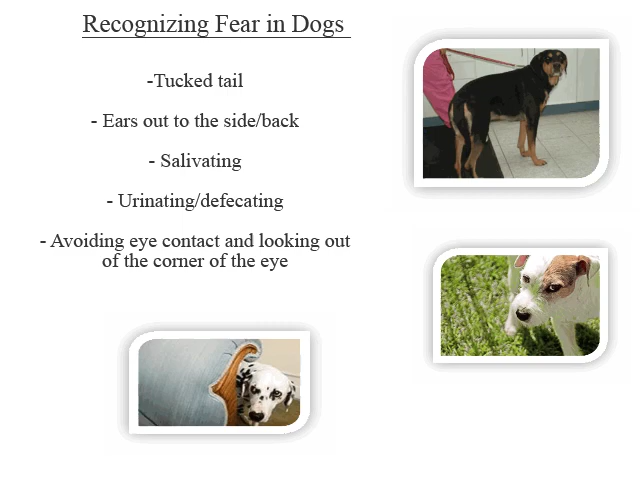 Recognizing Fear in Dogs
-Tucked tail
- Ears out to the side/back
- Salivating
- Urinating/defecating
- Avoiding eye contact and looking out
of the corner of the eye